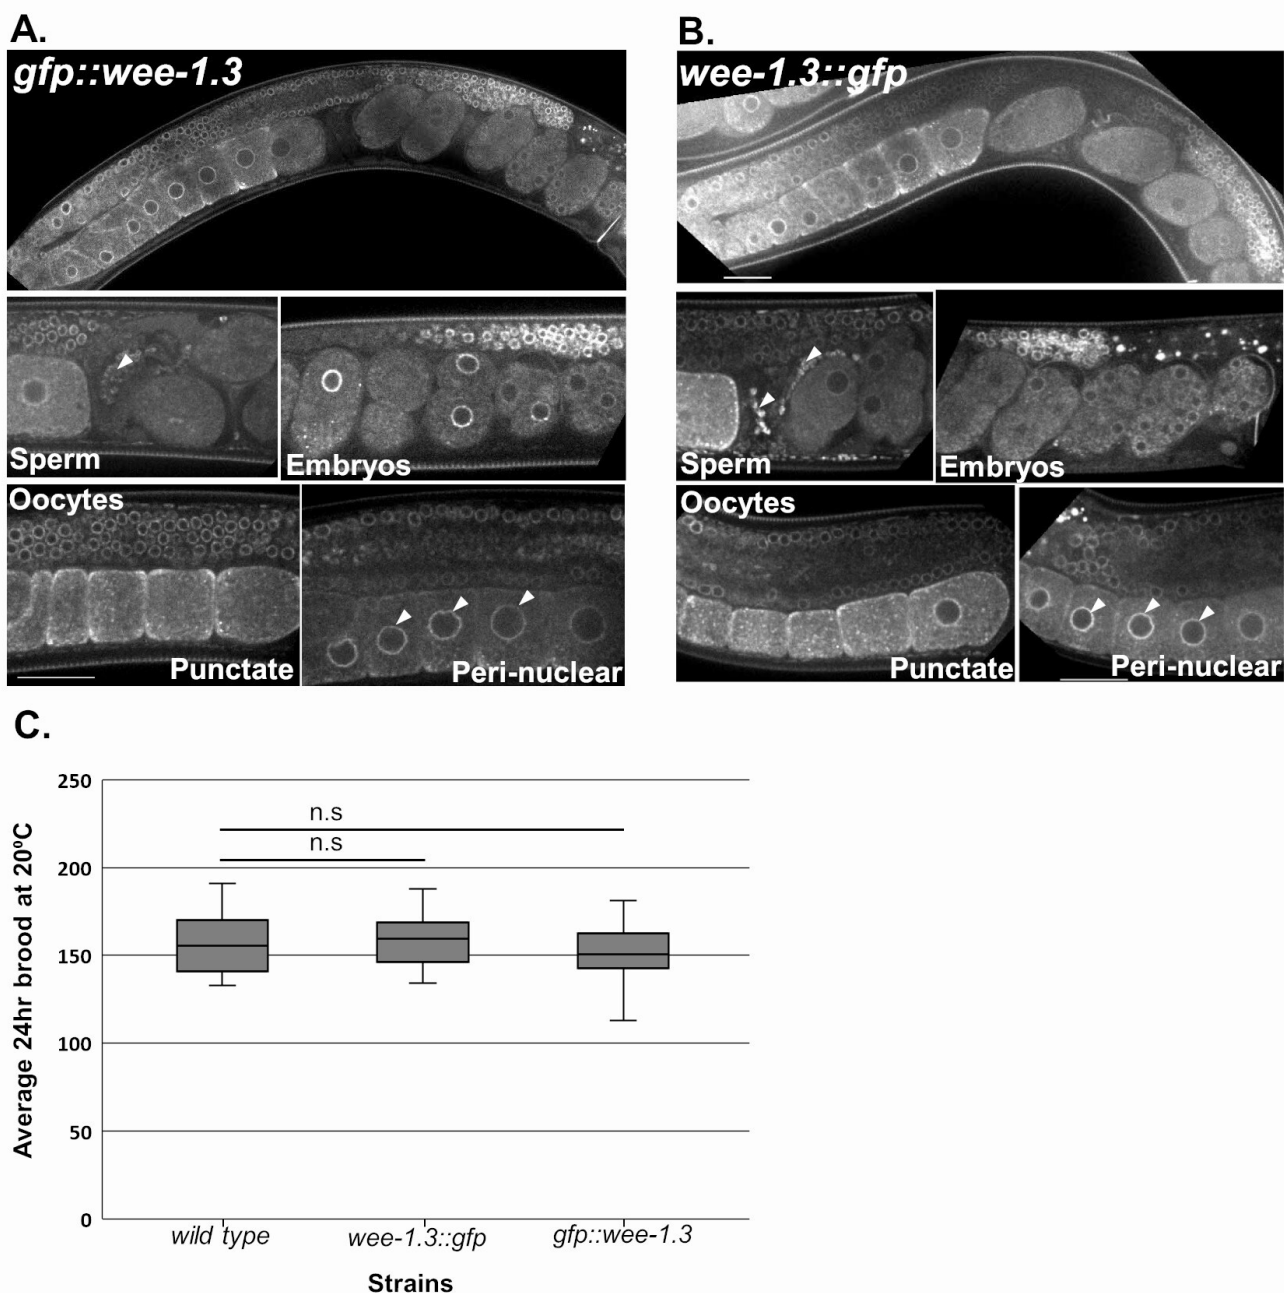 A.
gfp::wee-1.3
Sperm
Embryos
Oocytes
Punctate
Peri-nuclear
B.
wee-1.3::gfp
Sperm
Embryos
Oocytes
Punctate
Peri-nuclear
C.
Average 24hr brood at 20ºC
250
200
150
100
50
0
n.s
n.s
wild type
wee-1.3::gfp
gfp::wee-1.3
Strains